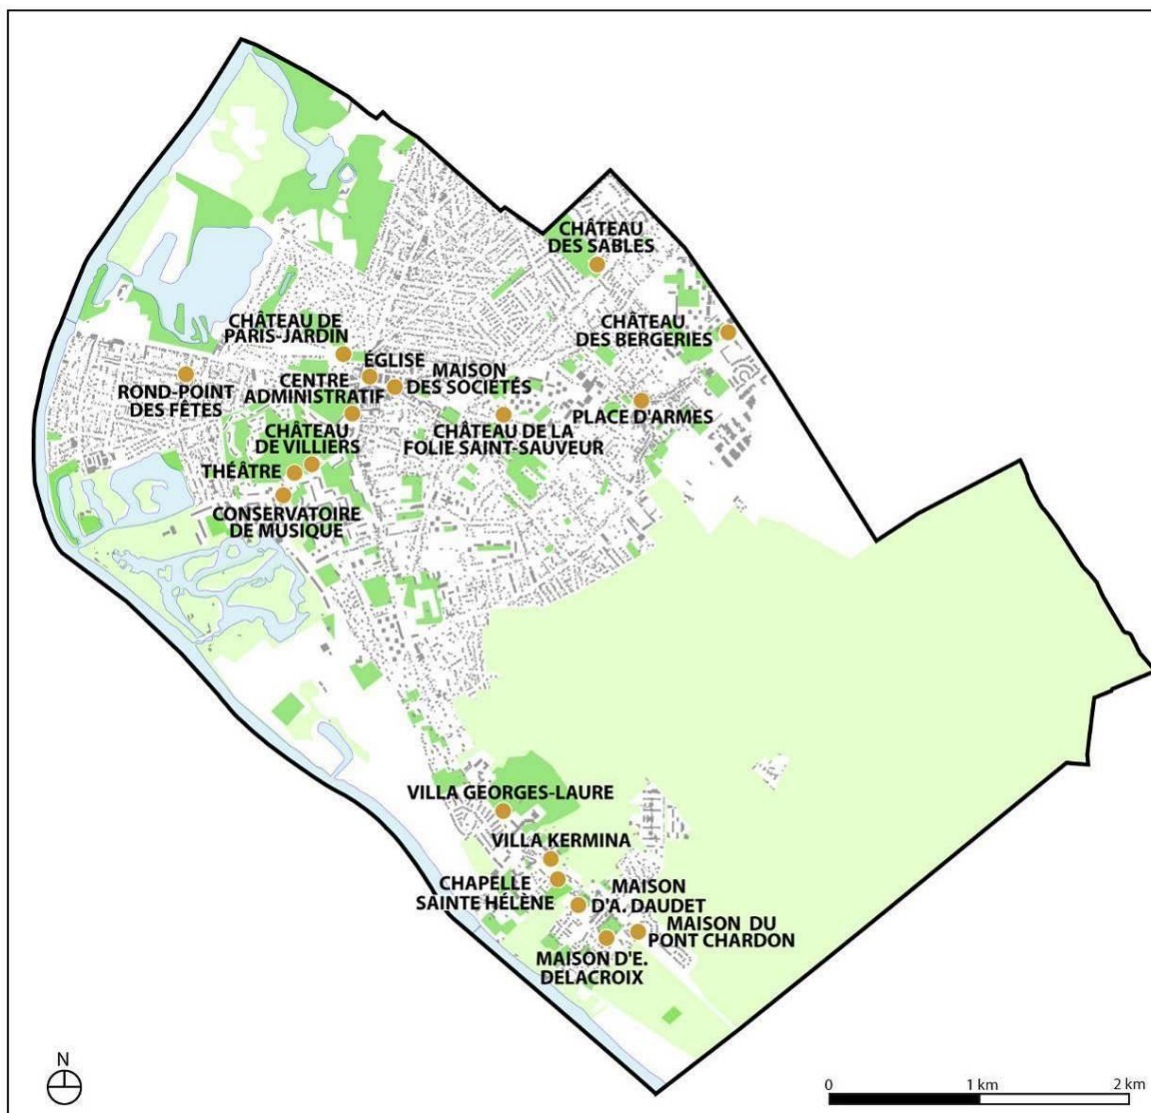 CHÂTEAU
DES SABLES
CHÂTEAU DE
PARIS-JARDIN
CHÂTEAU
DES BERGERIES
ÉGLISE
MAISON
DES SOCIETÉS
CENTRE
ADMINISTRATIF
ROND-POINT
DES FÊTES
PLACE D'ARMES
CHÂTEAU
DE VILLIERS
CHÂTEAU DE LA
FOLIE SAINT-SAUVEUR
THÉÂTRE
CONSERVATOIRE
DE MUSIQUE
VILLA GEORGES-LAURE
VILLA KERMINA
CHAPELLE
SAINTE HÉLÈNE
MAISON
D'A. DAUDET
MAISON DU
PONT CHARDON
MAISON D'E.
DELACROIX
N
0 1 km 2 km